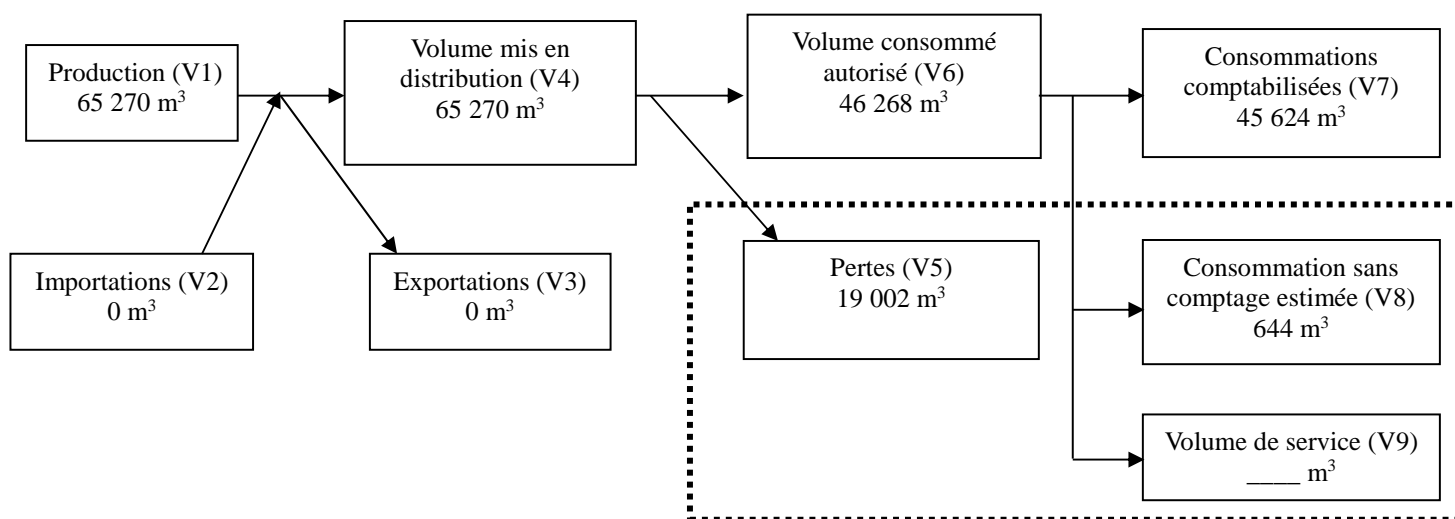 Production (V1)
65 270 m³
Volume mis en
distribution (V4)
65 270 m³
Volume consommé
autorisé (V6)
46 268 m³
Consommations
comptabilisées (V7)
45 624 m³
Importations (V2)
0 m³
Exportations (V3)
0 m³
Pertes (V5)
19 002 m³
Consommation sans
comptage estimée (V8)
644 m³
Volume de service (V9)
____ m³